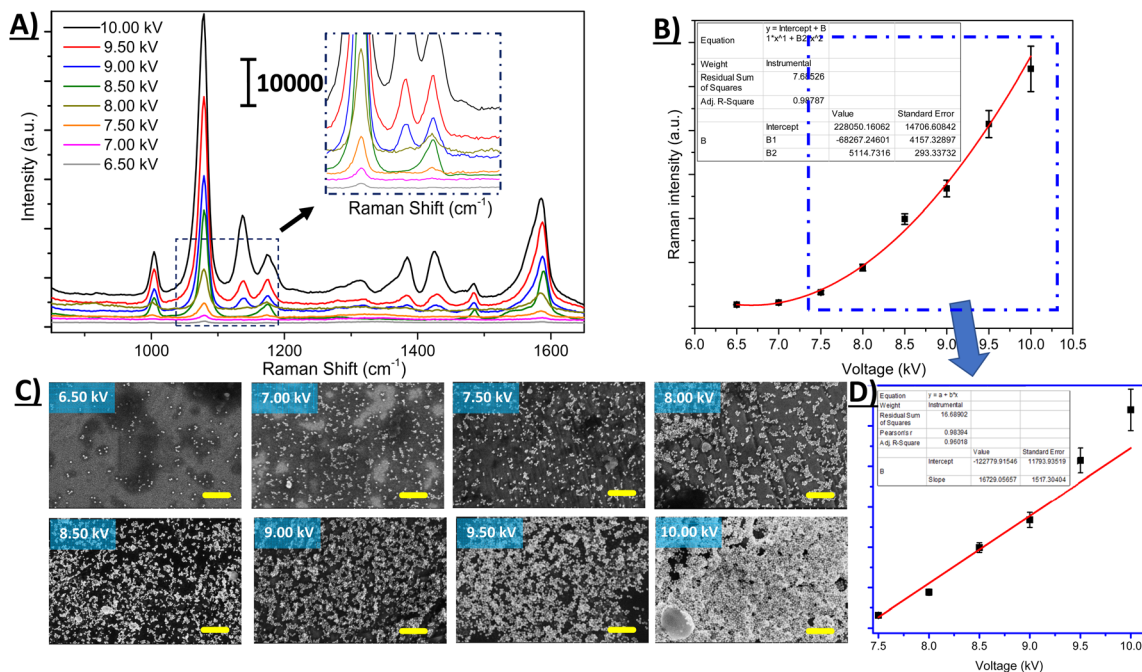 A)
10.00 kV
9.50 kV
9.00 kV
8.50 kV
8.00 kV
7.50 kV
7.00 kV
6.50 kV
10000
Raman Shift (cm⁻¹)
Intensity (a.u.)
1000 1200 1400 1600
Raman Shift (cm⁻¹)
B)
Equation y = Intercept + B
1*x^1 + B2*x^2
Weight Instrumental
Residual Sum
of Squares
Adj. R-Square
Value Standard Error
B
Intercept 228050.16062 14706.60842
B1 -68267.24601 4157.32897
B2 5114.7316 293.33732
Raman intensity (a.u.)
6.0 6.5 7.0 7.5 8.0 8.5 9.0 9.5 10.0 10.5
Voltage (kV)
C)
6.50 kV
7.00 kV
7.50 kV
8.00 kV
8.50 kV
9.00 kV
9.50 kV
10.00 kV
D)
Equation y = a + b*x
Weight Instrumental
Residual Sum
of Squares
16.68902
Pearson's r 0.98394
Adj. R-Square 0.96018
Value Standard Error
B
Intercept -122779.91546 11793.93519
Slope 16729.05657 1517.30404
7.5 8.0 8.5 9.0 9.5 10.0
Voltage (kV)